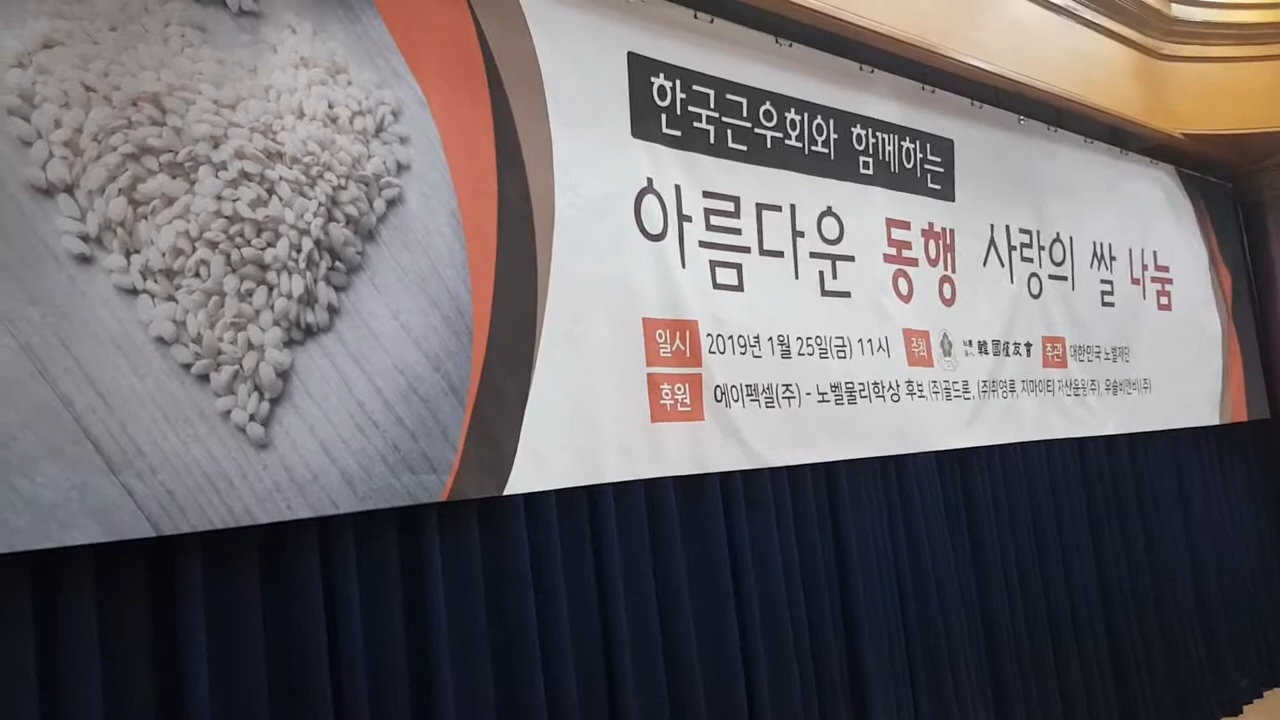 한국근우회와 함께하는
아름다운 동행 사랑의 쌀 나눔
일시 2019년 1월 25일(금) 11시 주최 韓國槿友會 주관 대한민국 노벨재단
후원 에이펙셀(주) - 노벨물리학상 후보, (주)골드론, (주)취영루, 지마이티 자산운용(주), 우솔비앤비(주)